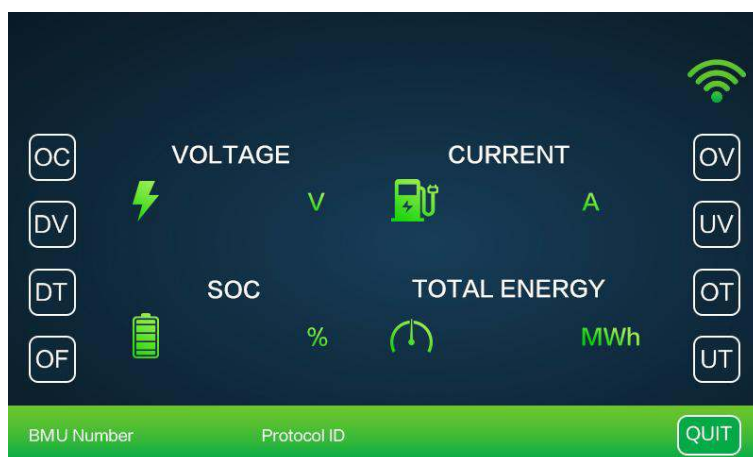 OC VOLTAGE CURRENT OV
DV V A UV
DT SOC TOTAL ENERGY OT
OF % MWh UT
BMU Number Protocol ID QUIT